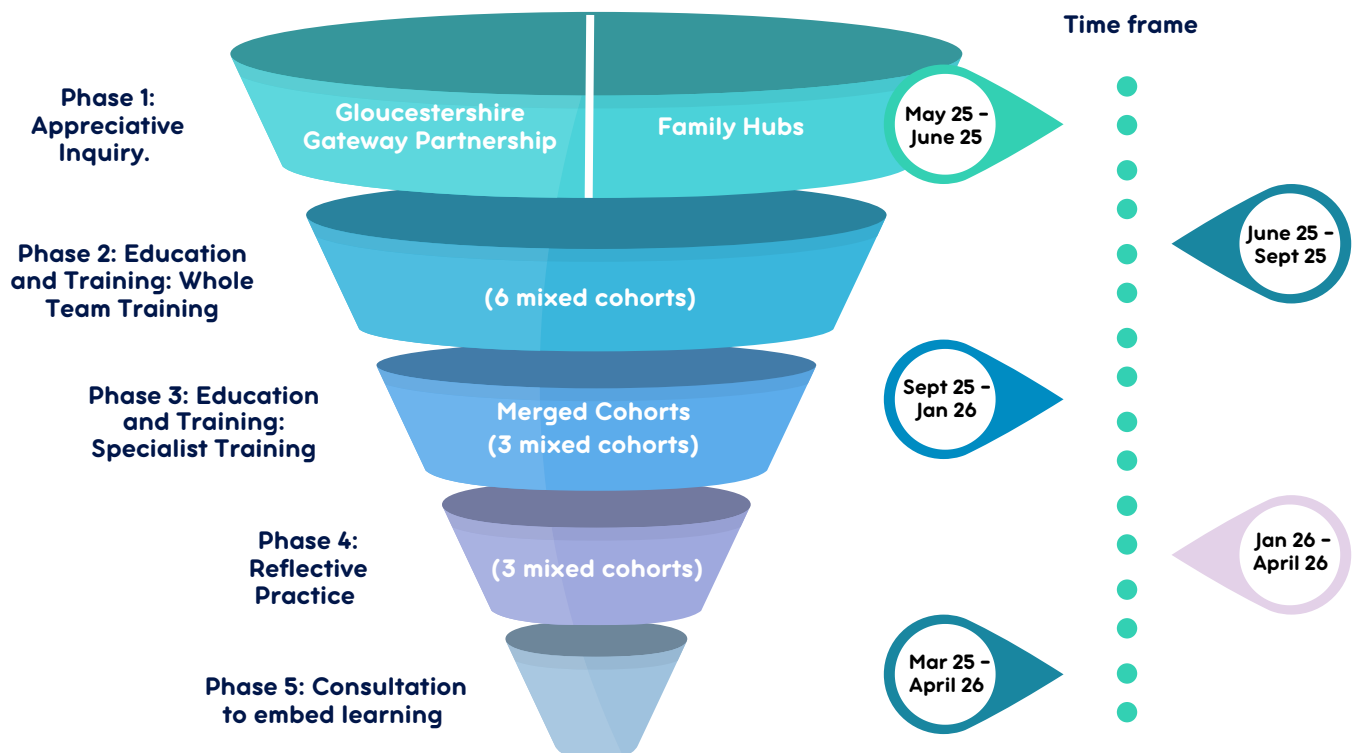 Time frame
Phase 1:
Appreciative
Inquiry.
Gloucestershire
Gateway Partnership
Family Hubs
May 25 –
June 25
Phase 2: Education
and Training: Whole
Team Training
(6 mixed cohorts)
June 25 –
Sept 25
Phase 3: Education
and Training:
Specialist Training
Merged Cohorts
(3 mixed cohorts)
Sept 25 –
Jan 26
Phase 4:
Reflective
Practice
(3 mixed cohorts)
Jan 26 –
April 26
Phase 5: Consultation
to embed learning
Mar 25 –
April 26